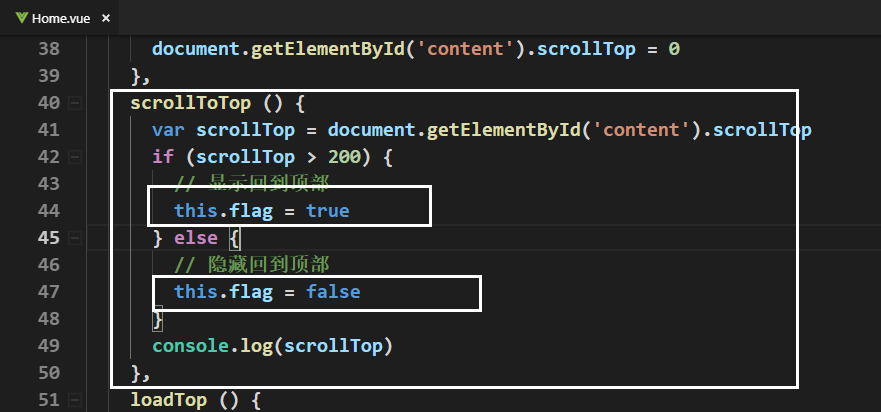 Home.vue ×
38 document.getElementById('content').scrollTop = 0
39 },
40 scrollToTop () {
41 var scrollTop = document.getElementById('content').scrollTop
42 if (scrollTop > 200) {
43 // 显示回到顶部
44 this.flag = true
45 } else {
46 // 隐藏回到顶部
47 this.flag = false
48 }
49 console.log(scrollTop)
50 },
51 loadTop () {